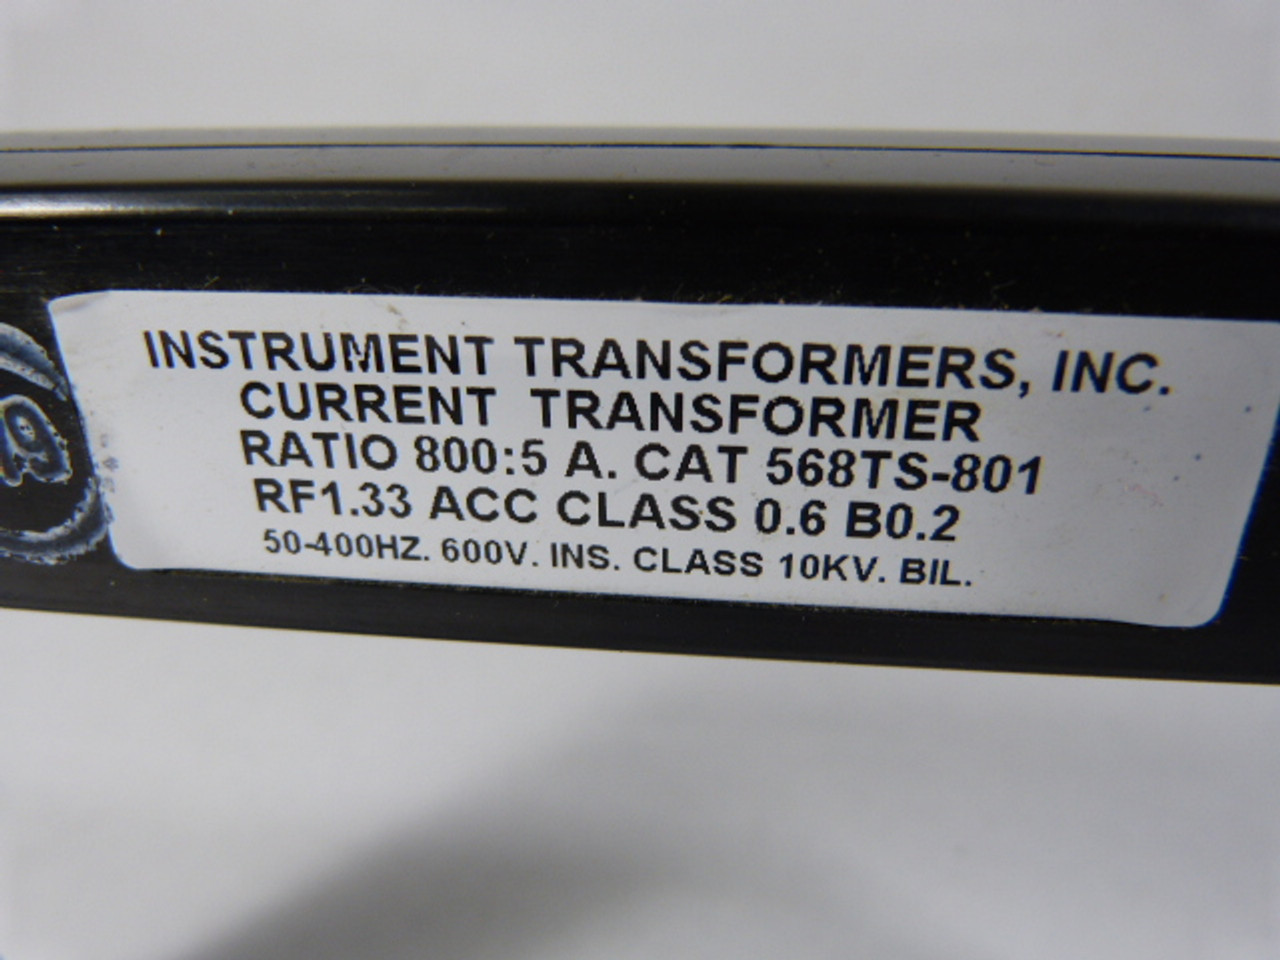 INSTRUMENT TRANSFORMERS, INC.
CURRENT TRANSFORMER
RATIO 800:5 A. CAT 568TS-801
RF1.33 ACC CLASS 0.6 B0.2
50-400HZ. 600V. INS. CLASS 10KV. BIL.